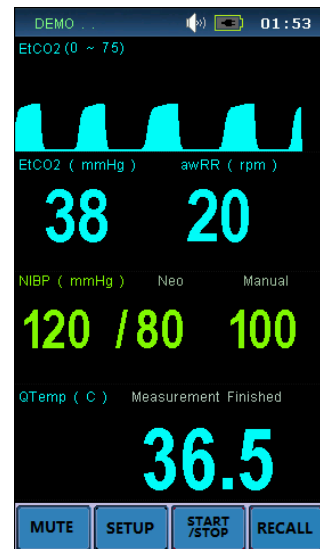 DEMO . . 01:53
EtCO2 (0 ~ 75)
EtCO2 ( mmHg ) awRR ( rpm )
38 20
NIBP ( mmHg ) Neo Manual
120 / 80 100
QTemp ( C ) Measurement Finished
36.5
MUTE SETUP START /STOP RECALL